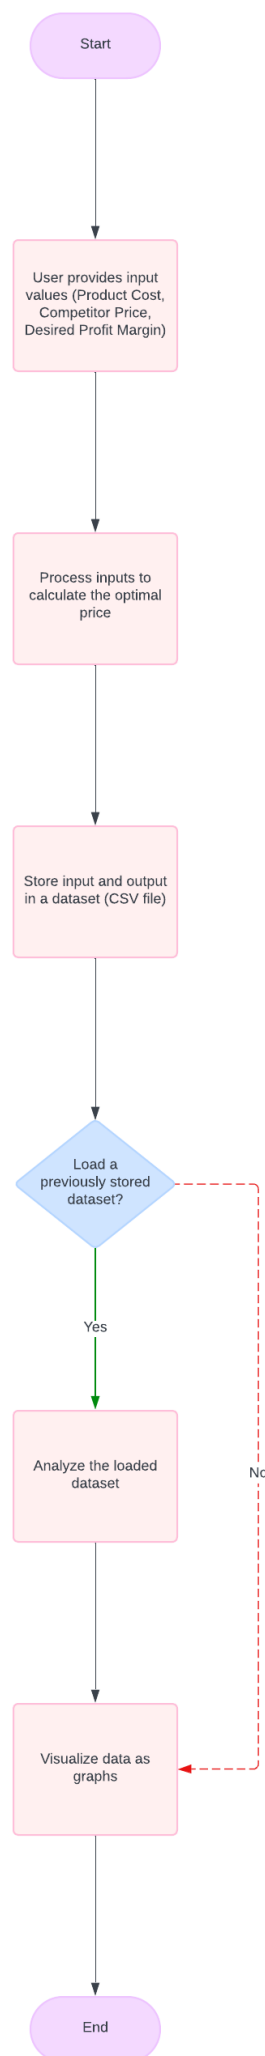 Start
User provides input
values (Product Cost,
Competitor Price,
Desired Profit Margin)
Process inputs to
calculate the optimal
price
Store input and output
in a dataset (CSV file)
Load a
previously stored
dataset?
Yes
Analyze the loaded
dataset
No
Visualize data as
graphs
End